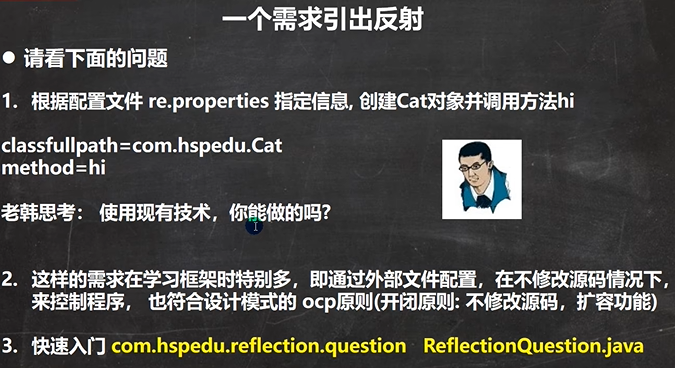 一个需求引出反射
● 请看下面的问题
1. 根据配置文件 re.properties 指定信息, 创建Cat对象并调用方法hi
classfullpath=com.hspedu.Cat
method=hi
老韩思考： 使用现有技术，你能做的吗?
2. 这样的需求在学习框架时特别多，即通过外部文件配置，在不修改源码情况下，
来控制程序， 也符合设计模式的 ocp原则(开闭原则: 不修改源码，扩容功能)
3. 快速入门 com.hspedu.reflection.question ReflectionQuestion.java